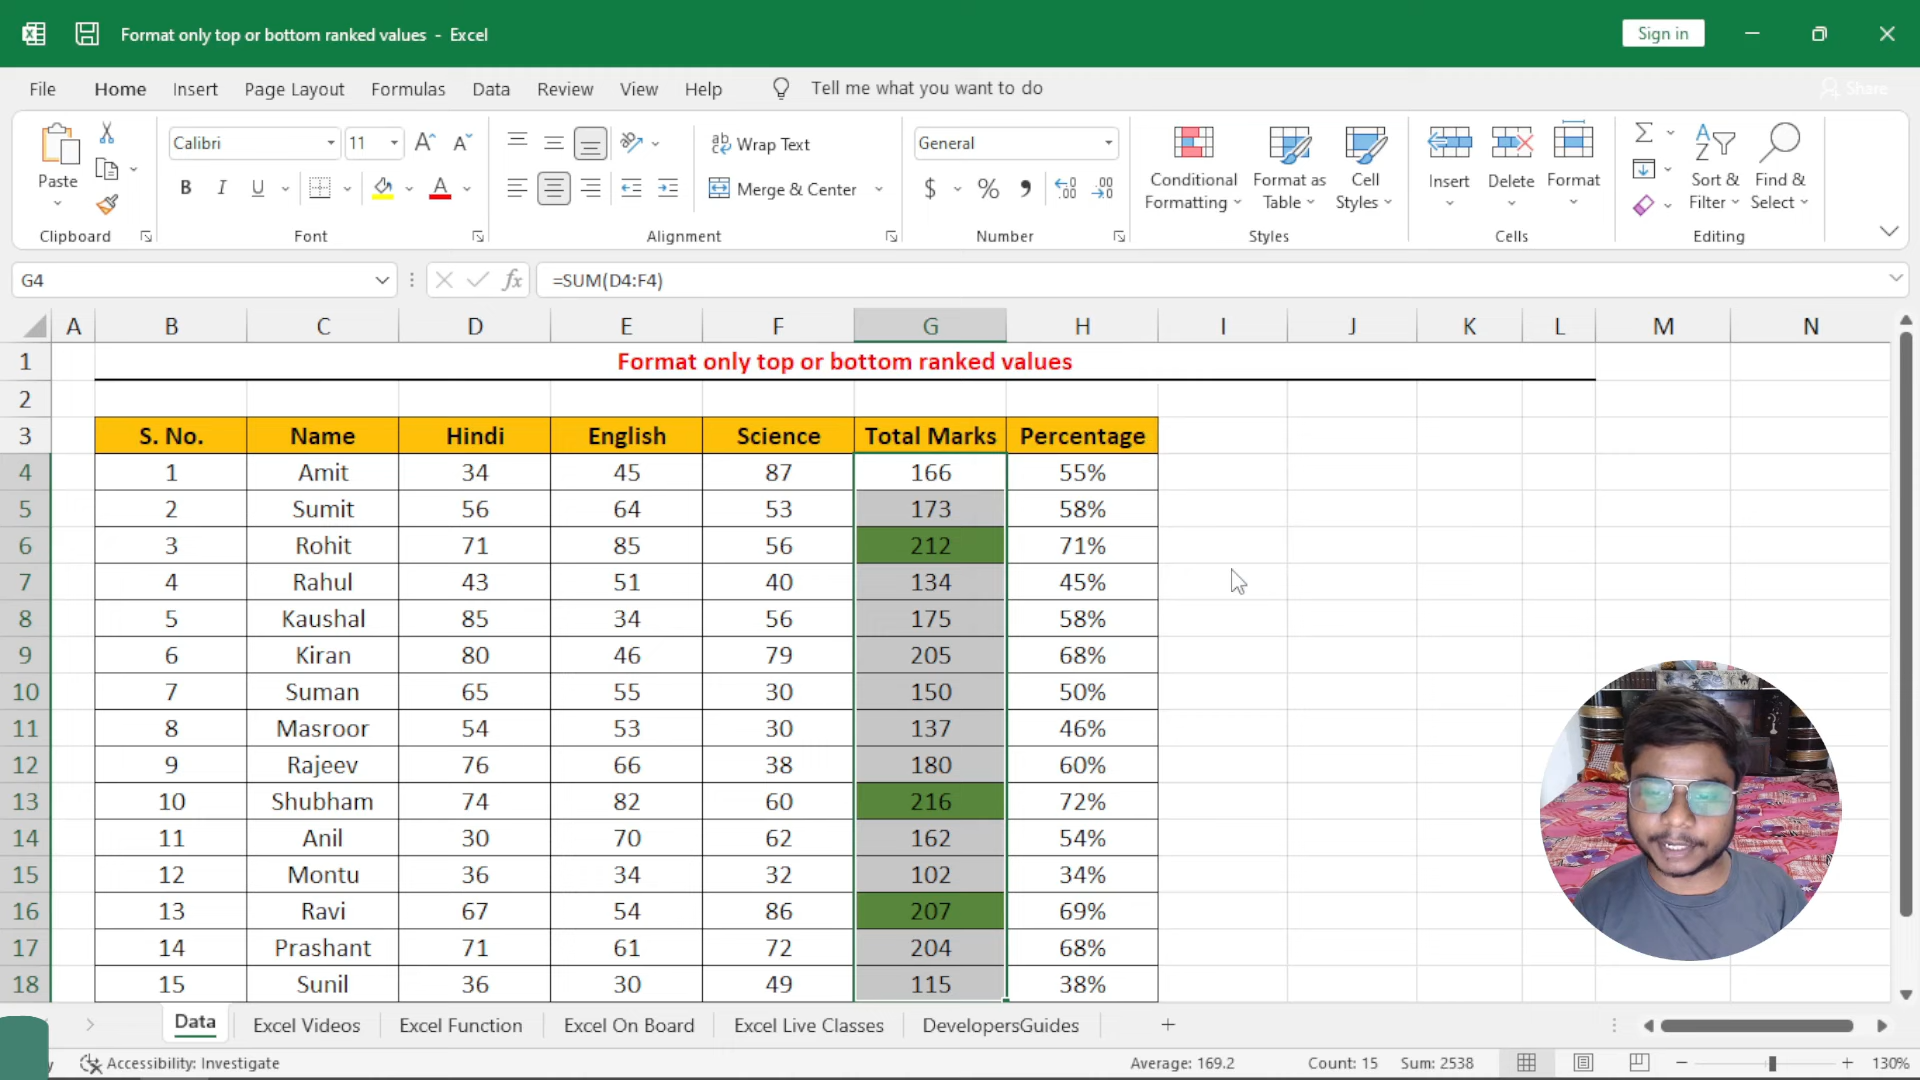 Format only top or bottom ranked values - Excel
Sign in
File Home Insert Page Layout Formulas Data Review View Help Tell me what you want to do Share
Paste
Clipboard
Calibri 11
B I U
Font
Wrap Text
Merge & Center
Alignment
General
$ % 9
Number
Conditional Formatting
Format as Table
Cell Styles
Styles
Insert
Delete
Format
Cells
Sort & Filter
Find & Select
Editing
G4 fx =SUM(D4:F4)
A B C D E F G H I J K L M N
1 Format only top or bottom ranked values
2
3 S. No. Name Hindi English Science Total Marks Percentage
4 1 Amit 34 45 87 166 55%
5 2 Sumit 56 64 53 173 58%
6 3 Rohit 71 85 56 212 71%
7 4 Rahul 43 51 40 134 45%
8 5 Kaushal 85 34 56 175 58%
9 6 Kiran 80 46 79 205 68%
10 7 Suman 65 55 30 150 50%
11 8 Masroor 54 53 30 137 46%
12 9 Rajeev 76 66 38 180 60%
13 10 Shubham 74 82 60 216 72%
14 11 Anil 30 70 62 162 54%
15 12 Montu 36 34 32 102 34%
16 13 Ravi 67 54 86 207 69%
17 14 Prashant 71 61 72 204 68%
18 15 Sunil 36 30 49 115 38%
Data Excel Videos Excel Function Excel On Board Excel Live Classes DevelopersGuides
Accessibility: Investigate Average: 169.2 Count: 15 Sum: 2538 130%